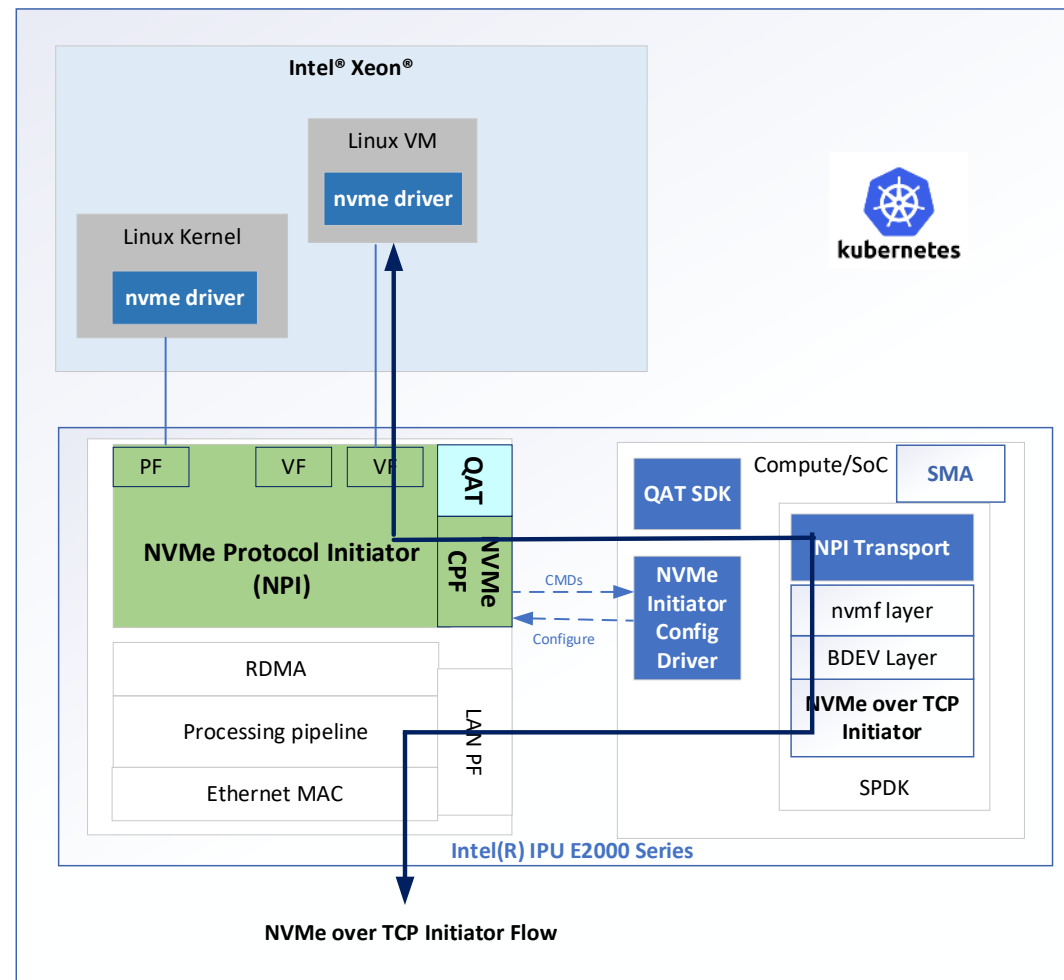 Intel® Xeon®
Linux VM
nvme driver
Linux Kernel
nvme driver
kubernetes
PF
VF
VF
QAT
NVMe Protocol Initiator
(NPI)
NVMe
CPF
RDMA
Processing pipeline
Ethernet MAC
LAN PF
CMDs
Configure
QAT SDK
NVMe
Initiator
Config
Driver
Compute/SoC
SMA
NPI Transport
nvmf layer
BDEV Layer
NVMe over TCP
Initiator
SPDK
Intel(R) IPU E2000 Series
NVMe over TCP Initiator Flow